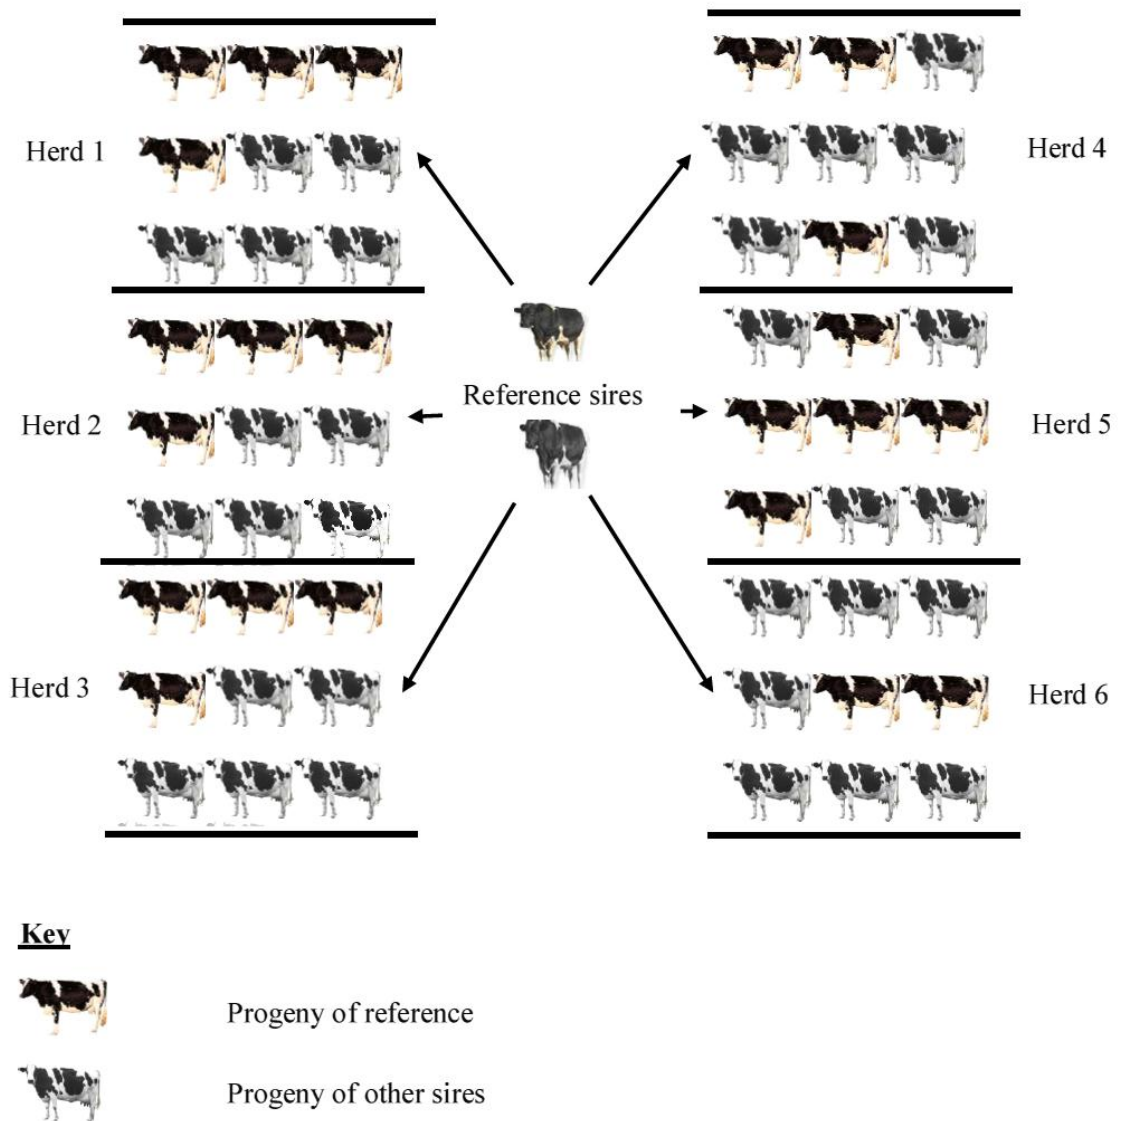 Herd 1
Herd 4
Reference sires
Herd 2
Herd 5
Herd 3
Herd 6
Key
Progeny of reference
Progeny of other sires